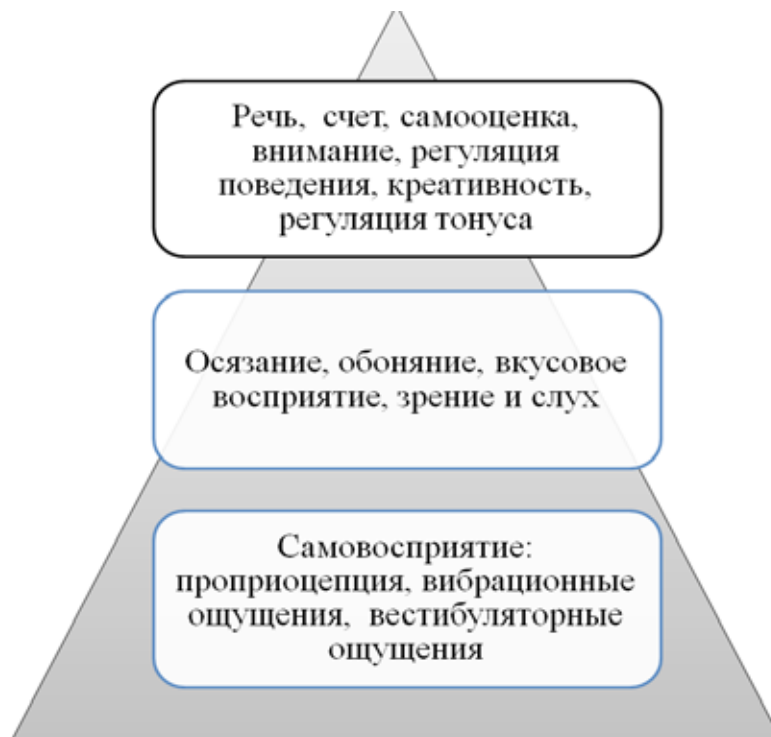 Речь, счет, самооценка,
внимание, регуляция
поведения, креативность,
регуляция тонуса
Осязание, обоняние, вкусовое
восприятие, зрение и слух
Самовосприятие:
проприоцепция, вибрационные
ощущения, вестибуляторные
ощущения